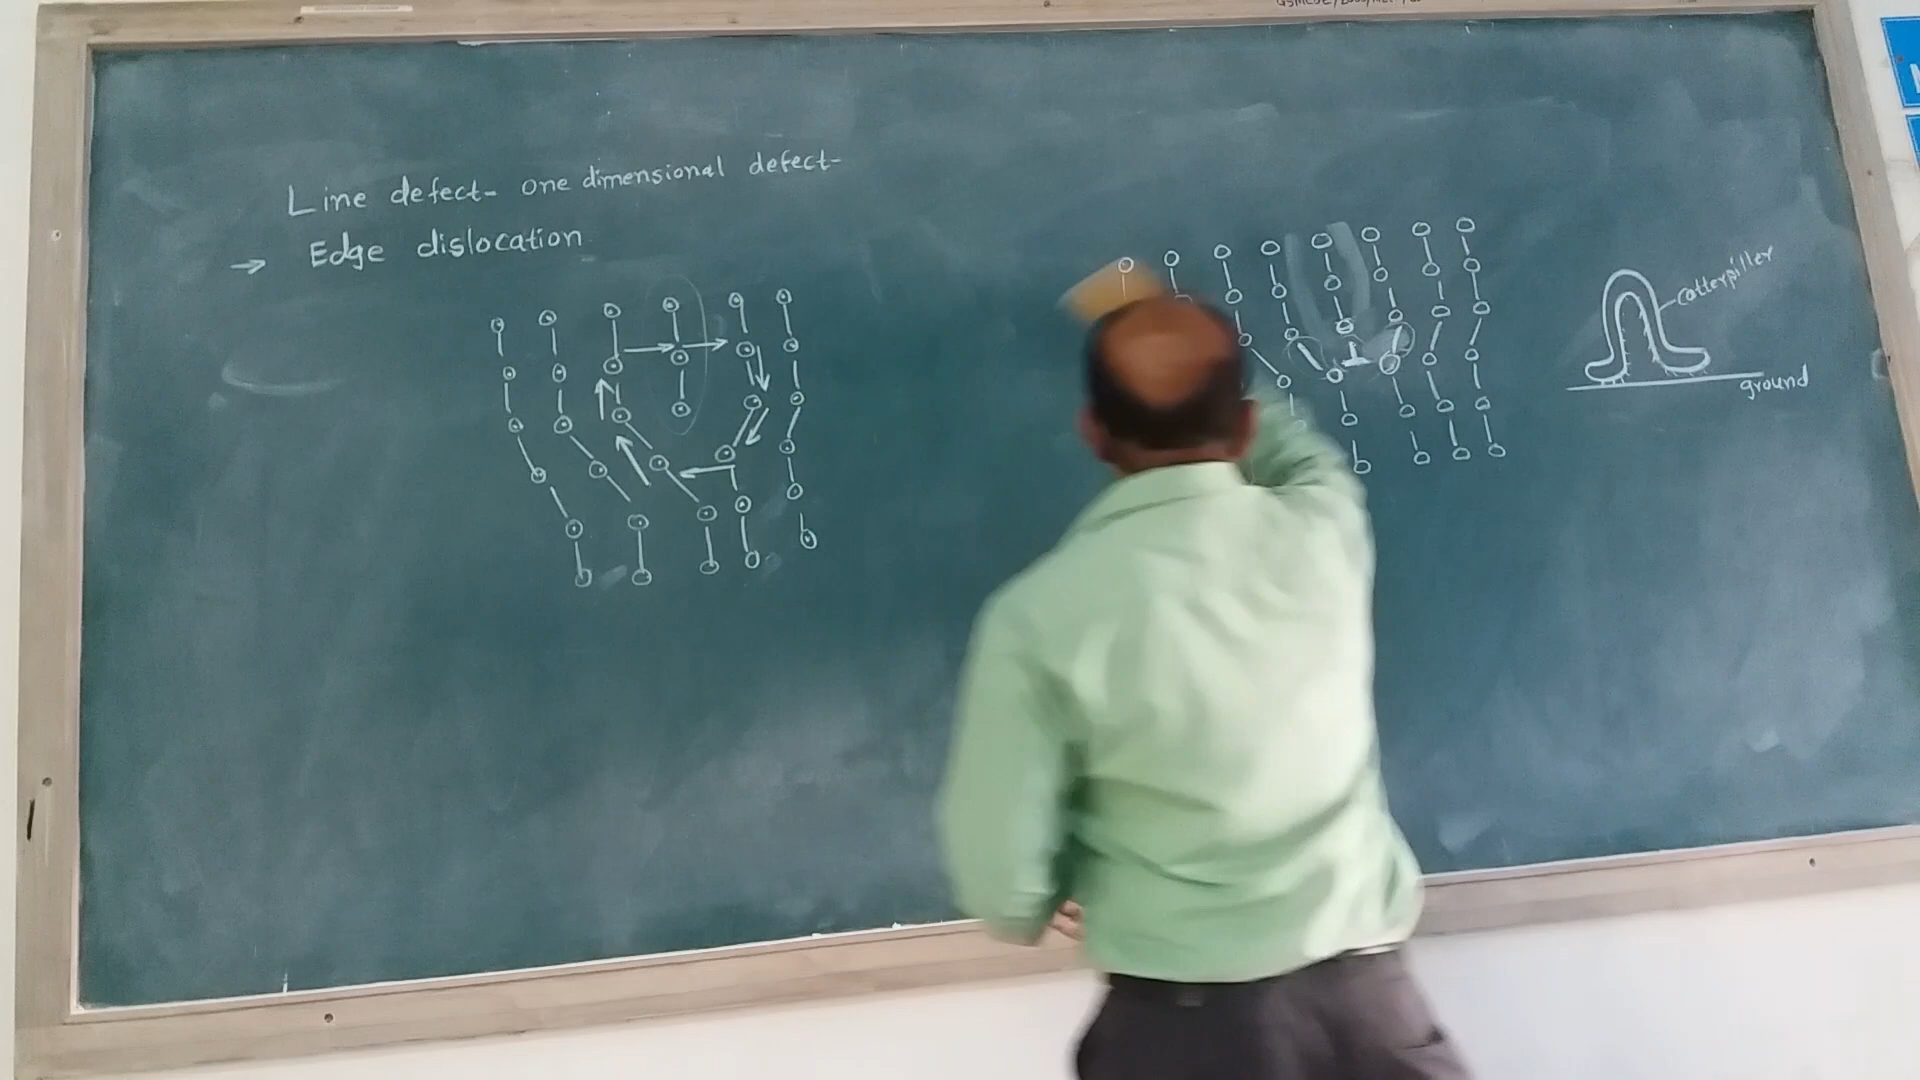 Line defect- one dimensional defect-
→ Edge dislocation
catterpiller
ground